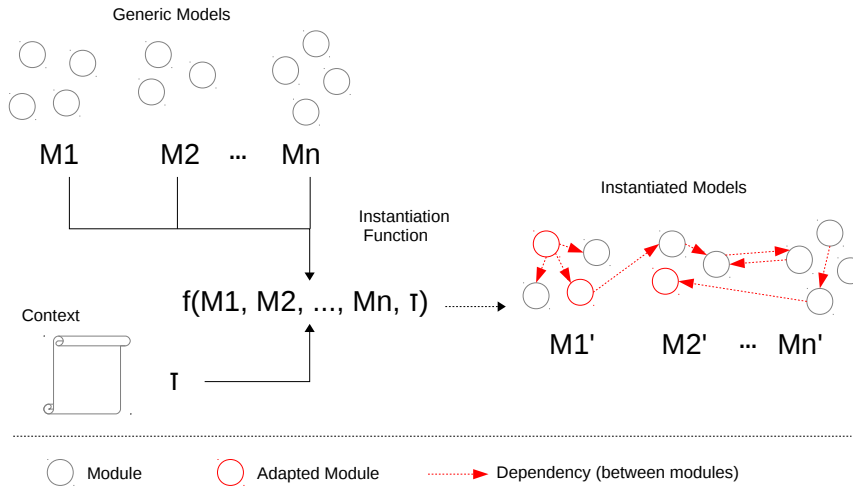 Generic Models
M1 M2 ... Mn
Instantiated Models
Instantiation
Function
f(M1, M2, ..., Mn, ῑ)
Context
ῑ
M1' M2' ... Mn'
Module
Adapted Module
Dependency (between modules)